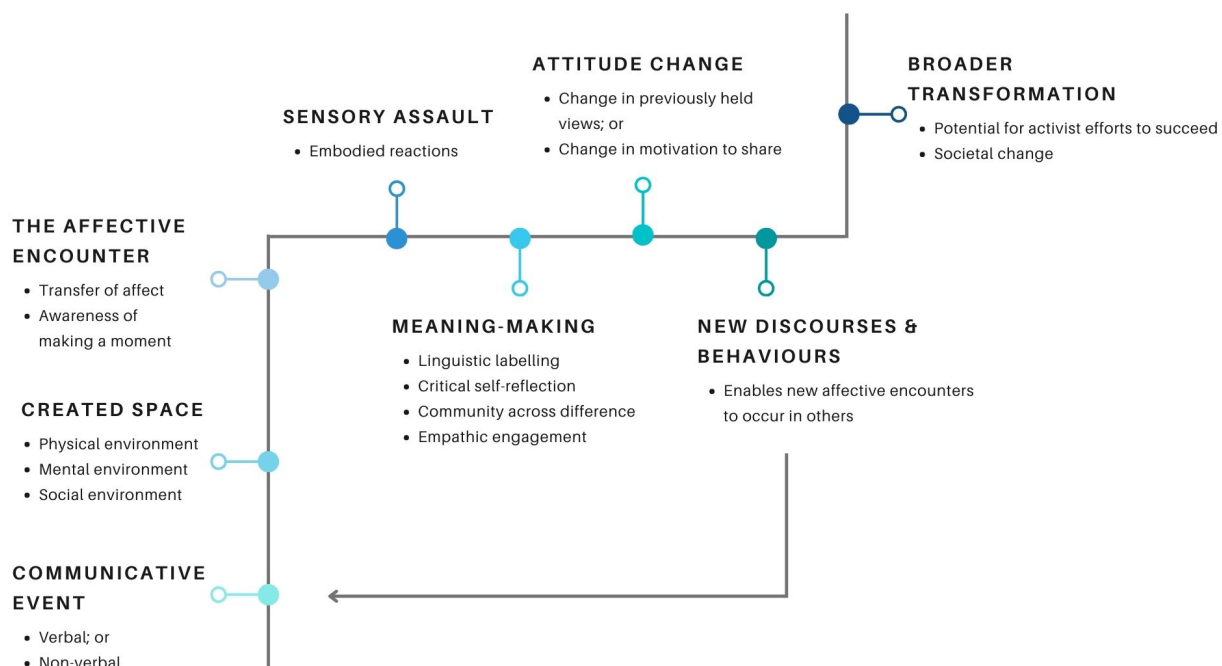 ATTITUDE CHANGE
• Change in previously held
views; or
• Change in motivation to share
BROADER
TRANSFORMATION
• Potential for activist efforts to succeed
• Societal change
SENSORY ASSAULT
• Embodied reactions
THE AFFECTIVE
ENCOUNTER
• Transfer of affect
• Awareness of
making a moment
MEANING-MAKING
• Linguistic labelling
• Critical self-reflection
• Community across difference
• Empathic engagement
NEW DISCOURSES &
BEHAVIOURS
• Enables new affective encounters
to occur in others
CREATED SPACE
• Physical environment
• Mental environment
• Social environment
COMMUNICATIVE
EVENT
• Verbal; or
• Non-verbal